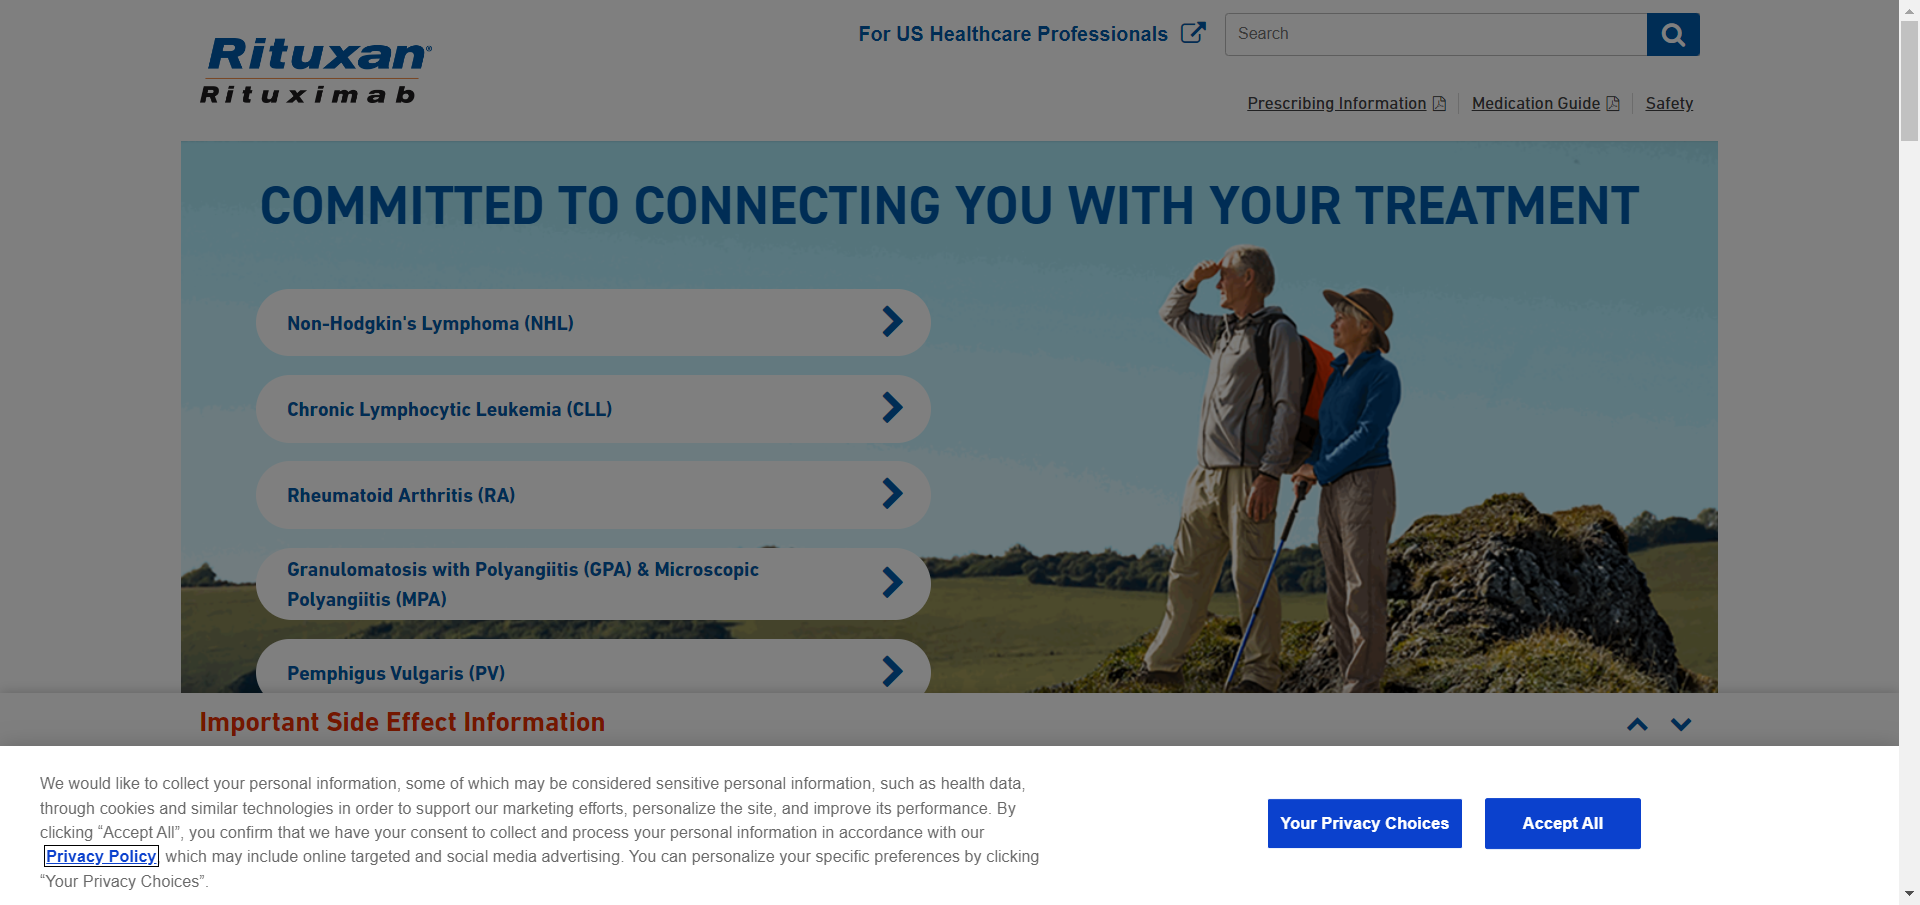 Rituxan®
Rituximab
For US Healthcare Professionals
Search
Prescribing Information
Medication Guide
Safety
COMMITTED TO CONNECTING YOU WITH YOUR TREATMENT
Non-Hodgkin's Lymphoma (NHL)
Chronic Lymphocytic Leukemia (CLL)
Rheumatoid Arthritis (RA)
Granulomatosis with Polyangiitis (GPA) & Microscopic
Polyangiitis (MPA)
Pemphigus Vulgaris (PV)
Important Side Effect Information
We would like to collect your personal information, some of which may be considered sensitive personal information, such as health data,
through cookies and similar technologies in order to support our marketing efforts, personalize the site, and improve its performance. By
clicking “Accept All”, you confirm that we have your consent to collect and process your personal information in accordance with our
Privacy Policy which may include online targeted and social media advertising. You can personalize your specific preferences by clicking
“Your Privacy Choices”.
Your Privacy Choices
Accept All